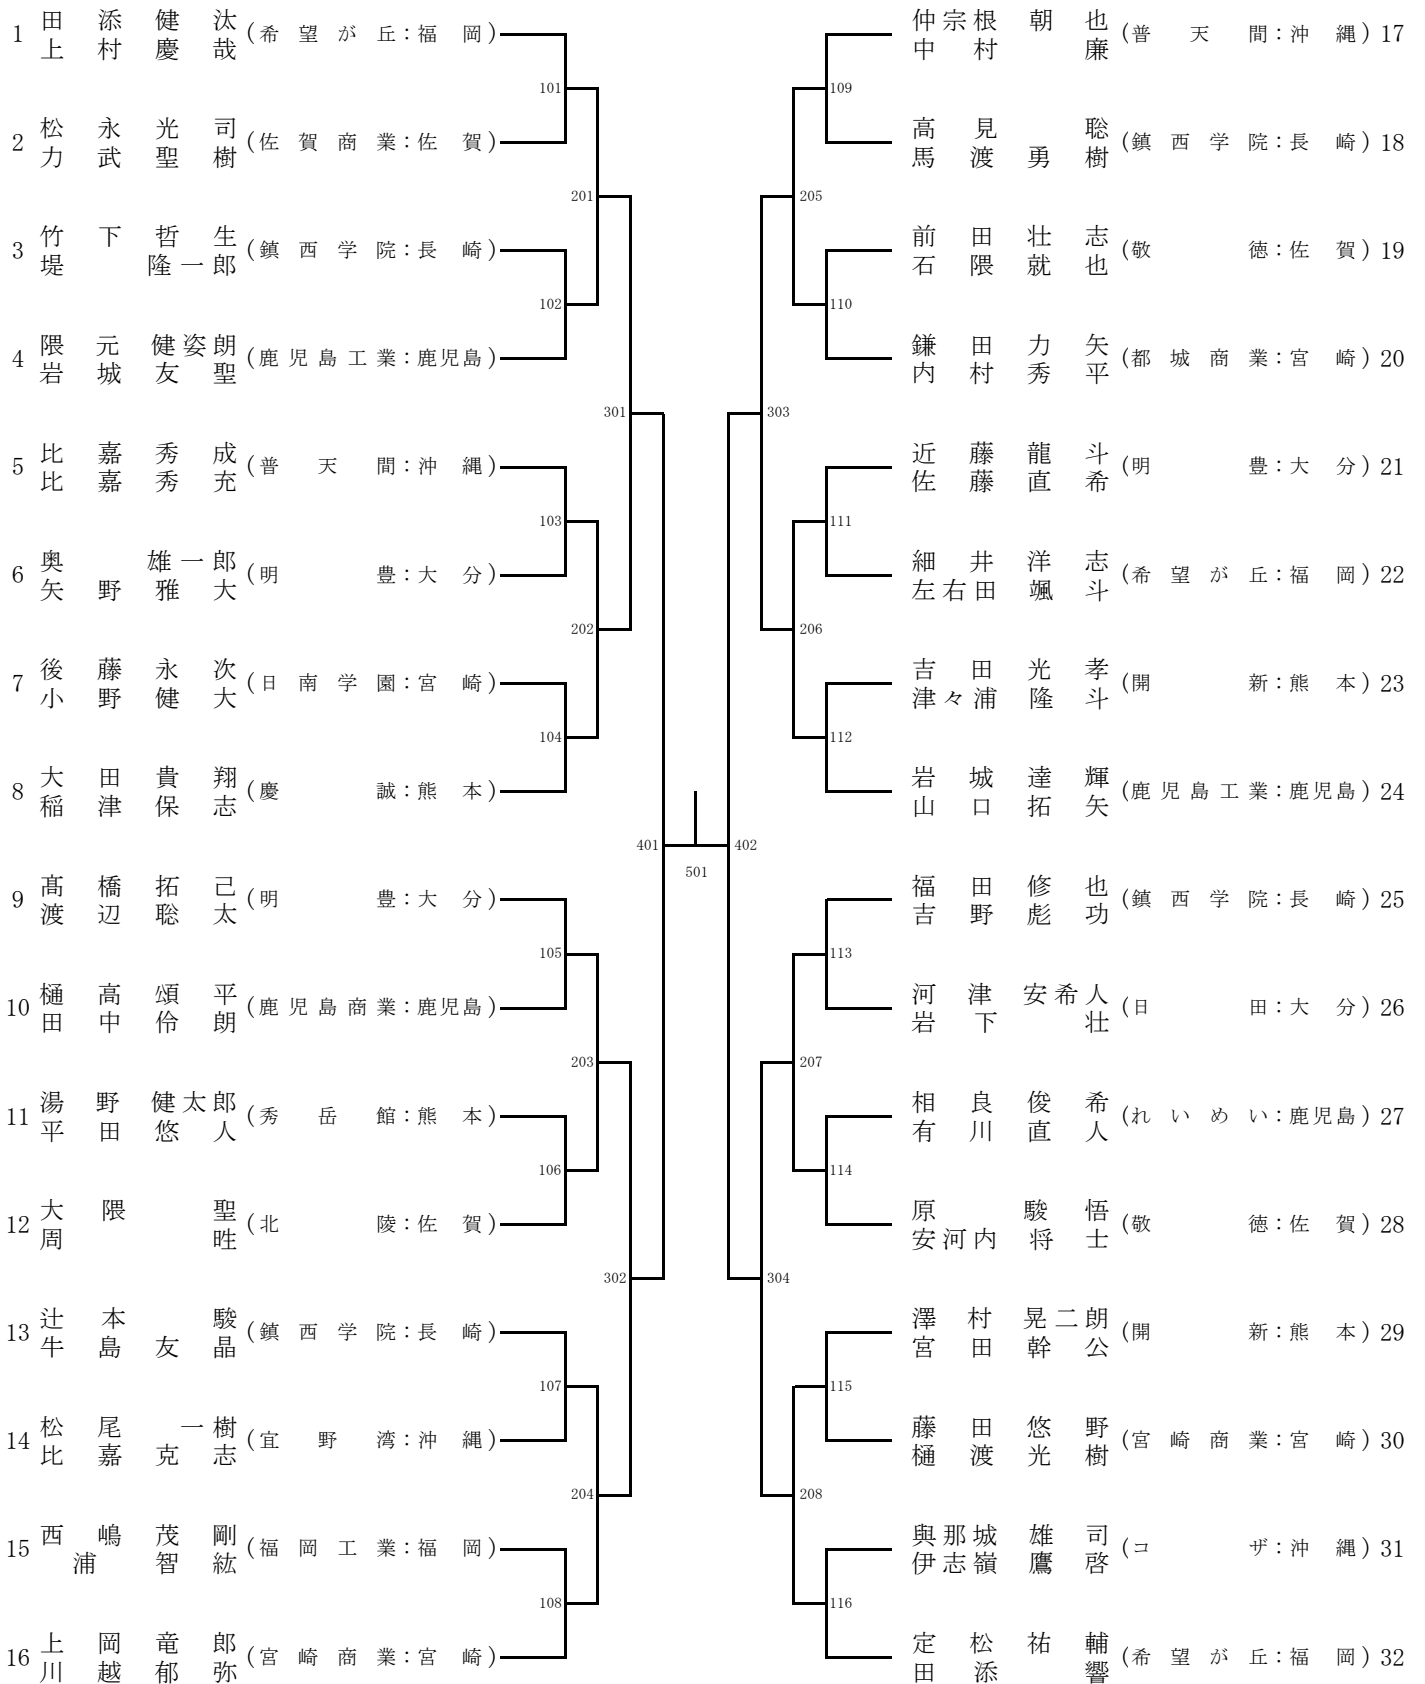 1 田添健汰 (希望が丘：福岡)
上村慶哉
101
2 松永光司 (佐賀商業：佐賀)
力武聖樹
201
3 竹下哲生 (鎮西学院：長崎)
堤隆一郎
102
4 隈元健姿朗 (鹿児島工業：鹿児島)
岩城友聖
301
5 比嘉秀成 (普天間：沖縄)
比嘉秀充
103
6 奥雄一郎 (明豊：大分)
矢野雅大
202
7 後藤永次 (日南学園：宮崎)
小野健大
104
8 大田貴翔 (慶誠：熊本)
稲津保志
401
9 髙橋拓己 (明豊：大分)
渡辺聡太
105
10 樋高頌平 (鹿児島商業：鹿児島)
田中伶朗
203
11 湯野健太郎 (秀岳館：熊本)
平田悠人
106
12 大隈聖 (北陵：佐賀)
周甠
302
13 辻本駿 (鎮西学院：長崎)
牛島友晶
107
14 松尾一樹 (宜野湾：沖縄)
比嘉克志
204
15 西嶋茂剛 (福岡工業：福岡)
浦智紘
108
16 上岡竜郎 (宮崎商業：宮崎)
川越郁弥
501
仲宗根朝也 (普天間：沖縄) 17
中村廉
109
高見聡 (鎮西学院：長崎) 18
馬渡勇樹
205
前田壮志 (敬徳：佐賀) 19
石隈就也
110
鎌田力矢 (都城商業：宮崎) 20
内村秀平
303
近藤龍斗 (明豊：大分) 21
佐藤直希
111
細井洋志 (希望が丘：福岡) 22
左右田颯斗
206
吉田光孝 (開新：熊本) 23
津々浦隆斗
112
岩城達輝 (鹿児島工業：鹿児島) 24
山口拓矢
402
福田修也 (鎮西学院：長崎) 25
吉野彪功
113
河津安希人 (日田：大分) 26
岩下壮
207
相良俊希 (れいめい：鹿児島) 27
有川直人
114
原駿悟 (敬徳：佐賀) 28
安河内将士
304
澤村晃二朗 (開新：熊本) 29
宮田幹公
115
藤田悠野 (宮崎商業：宮崎) 30
樋渡光樹
208
與那城雄司 (コザ：沖縄) 31
伊志嶺鷹啓
116
定松祐輔 (希望が丘：福岡) 32
田添響